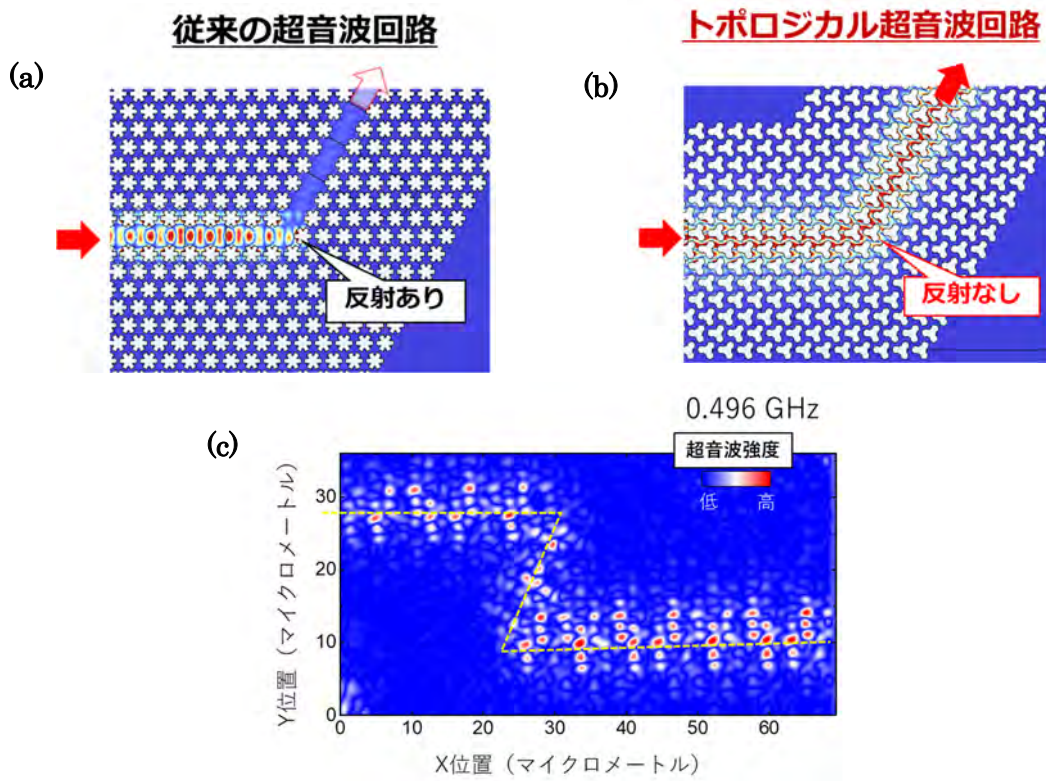 従来の超音波回路
トポロジカル超音波回路
(a)
(b)
反射あり
反射なし
(c)
0.496 GHz
超音波強度
低
高
Y位置（マイクロメートル）
30
20
10
0
0
10
20
30
40
50
60
X位置（マイクロメートル）